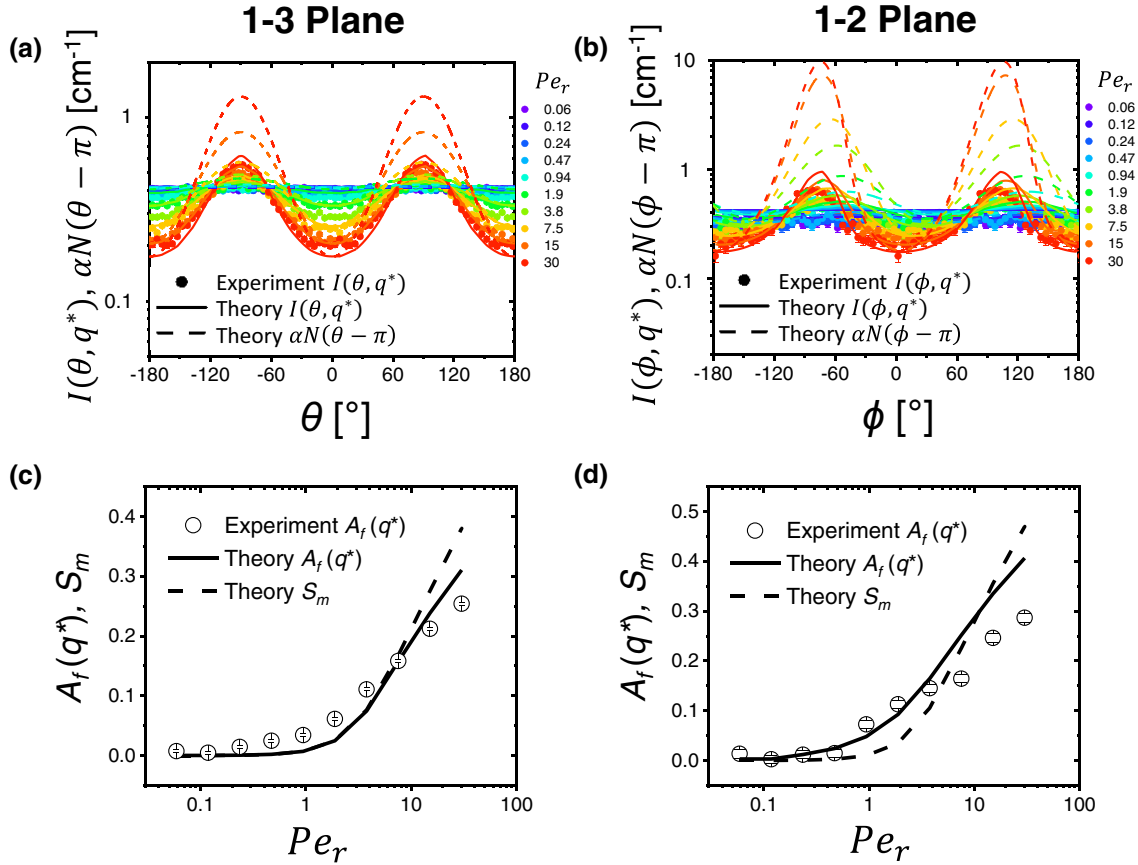 1-3 Plane
1-2 Plane
(a)
I(θ, q*), αN(θ − π) [cm⁻¹]
1
0.1
-180 -120 -60 0 60 120 180
θ [°]
Pe_r
0.06
0.12
0.24
0.47
0.94
1.9
3.8
7.5
15
30
Experiment I(θ, q*)
Theory I(θ, q*)
Theory αN(θ − π)
(b)
I(ϕ, q*), αN(ϕ − π) [cm⁻¹]
10
1
0.1
-180 -120 -60 0 60 120 180
ϕ [°]
Pe_r
0.06
0.12
0.24
0.47
0.94
1.9
3.8
7.5
15
30
Experiment I(ϕ, q*)
Theory I(ϕ, q*)
Theory αN(ϕ − π)
(c)
A_f(q*), S_m
0.4
0.3
0.2
0.1
0.0
0.1 1 10 100
Pe_r
Experiment A_f(q*)
Theory A_f(q*)
Theory S_m
(d)
A_f(q*), S_m
0.5
0.4
0.3
0.2
0.1
0.0
0.1 1 10 100
Pe_r
Experiment A_f(q*)
Theory A_f(q*)
Theory S_m